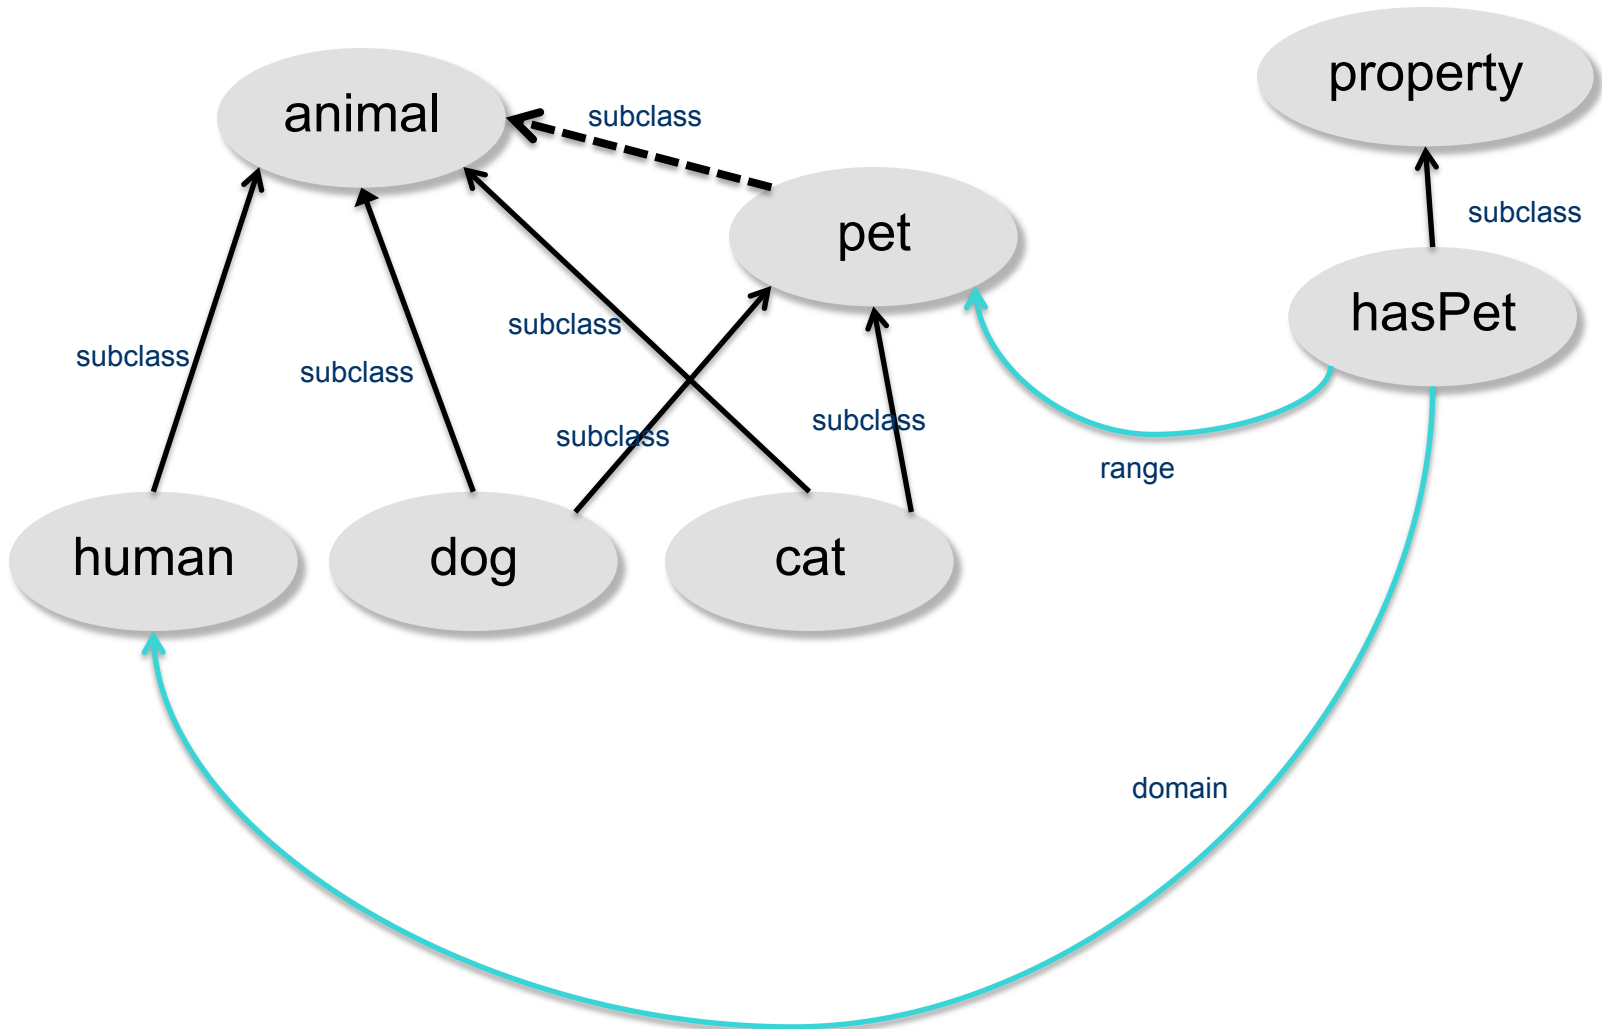 property
animal
subclass
subclass
pet
hasPet
subclass
subclass
subclass
subclass
subclass
range
human
dog
cat
domain